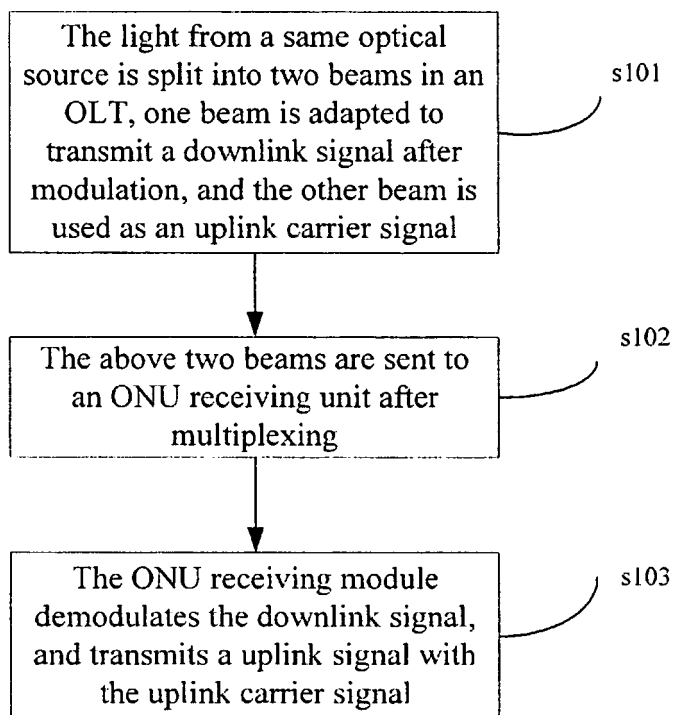 The light from a same optical
source is split into two beams in an
OLT, one beam is adapted to
transmit a downlink signal after
modulation, and the other beam is
used as an uplink carrier signal
s101
The above two beams are sent to
an ONU receiving unit after
multiplexing
s102
The ONU receiving module
demodulates the downlink signal,
and transmits a uplink signal with
the uplink carrier signal
s103